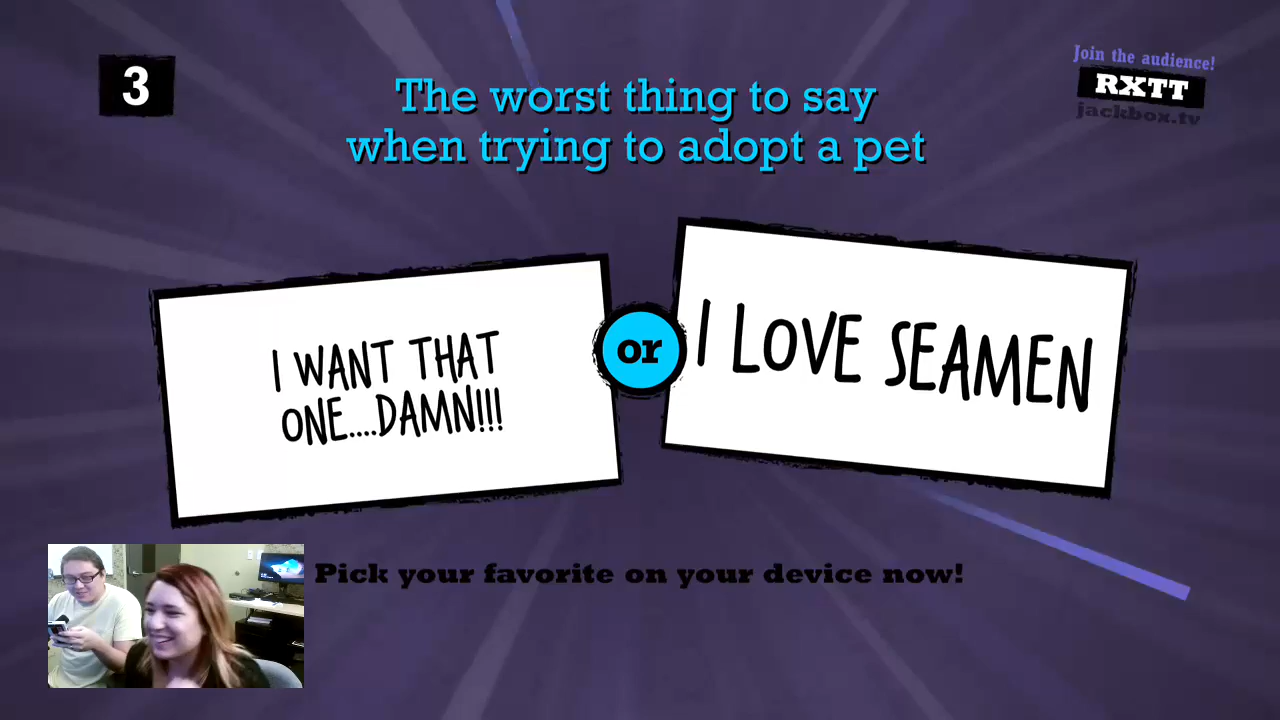 3
The worst thing to say
when trying to adopt a pet
Join the audience!
RXTT
jackbox.tv
I WANT THAT
ONE....DAMN!!!
or
I LOVE SEAMEN
Pick your favorite on your device now!